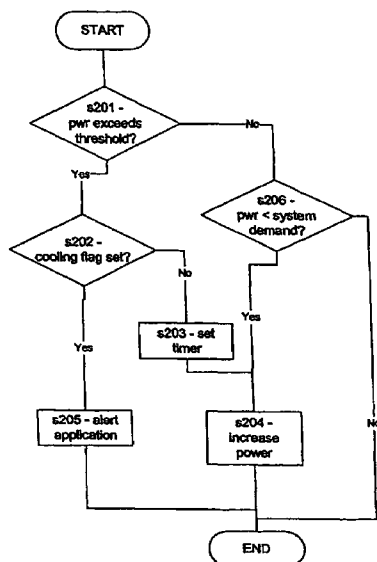 START
s201 -
pwr exceeds
threshold?
No
Yes
s206 -
pwr < system
demand?
s202 -
cooling flag set?
No
Yes
Yes
s203 - set
timer
s205 - alert
application
s204 -
increase
power
No
END